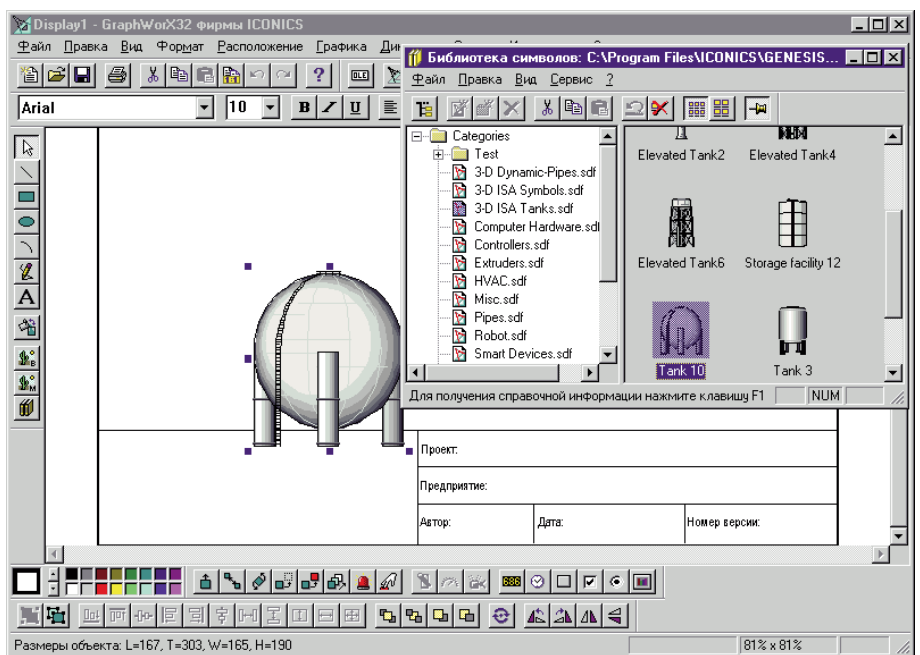 Display1 - GraphWorX32 фирмы ICONICS
Файл Правка Вид Формат Расположение Графика
Arial 10 B I U
Библиотека символов: C:\Program Files\ICONICS\GENESIS...
Файл Правка Вид Сервис ?
Categories
Test
3-D Dynamic-Pipes.sdf
3-D ISA Symbols.sdf
3-D ISA Tanks.sdf
Computer Hardware.sdf
Controllers.sdf
Extruders.sdf
HVAC.sdf
Misc.sdf
Pipes.sdf
Robot.sdf
Smart Devices.sdf
Elevated Tank2 Elevated Tank4
Elevated Tank6 Storage facility 12
Tank 10 Tank 3
Для получения справочной информации нажмите клавишу F1 NUM
Проект:
Предприятие:
Автор: Дата: Номер версии:
Размеры объекта: L=167, T=303, W=165, H=190 81% x 81%